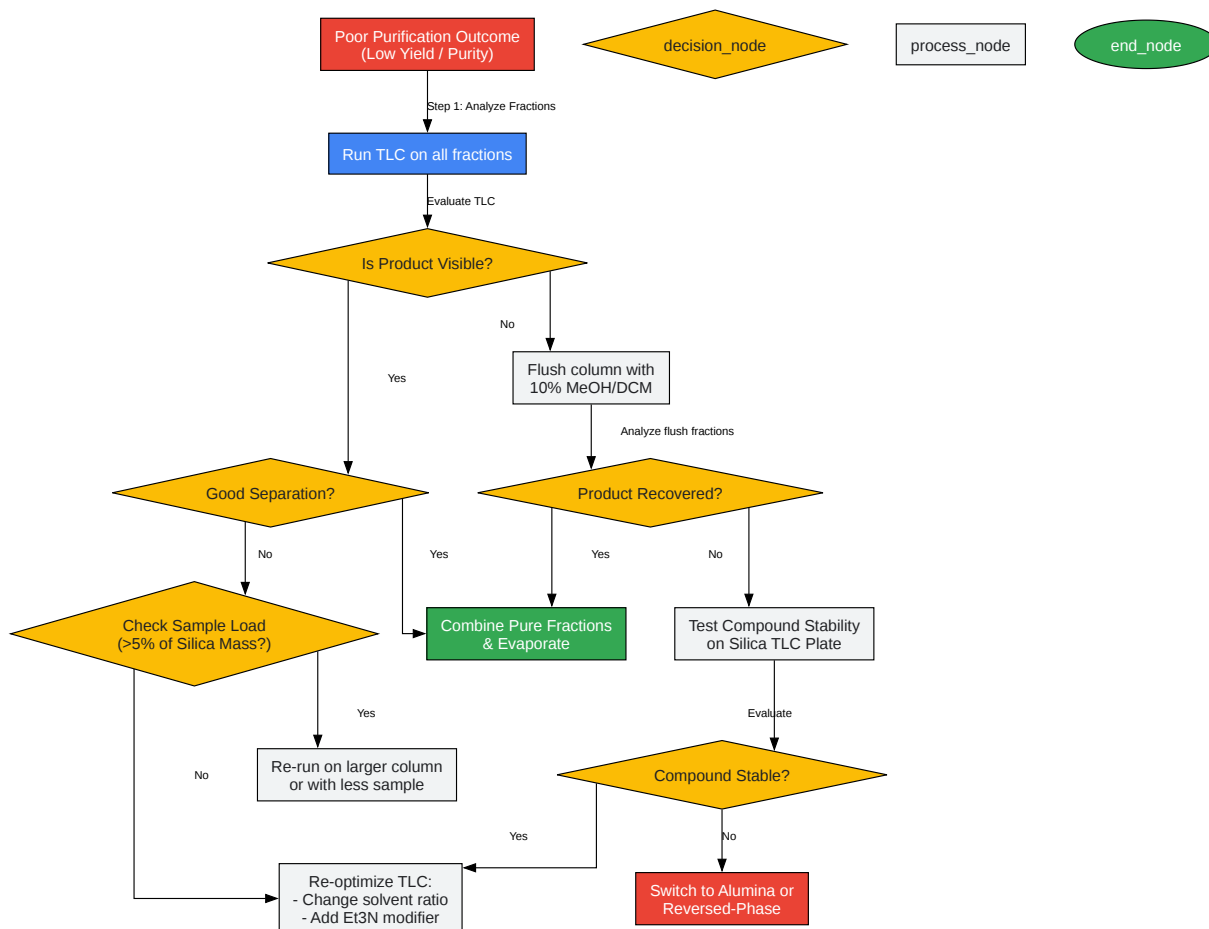 Poor Purification Outcome
(Low Yield / Purity)
decision_node
process_node
end_node
Step 1: Analyze Fractions
Run TLC on all fractions
Evaluate TLC
Is Product Visible?
No
Flush column with
10% MeOH/DCM
Yes
Analyze flush fractions
Good Separation?
Product Recovered?
No
Yes
Yes
No
Check Sample Load
(>5% of Silica Mass?)
Combine Pure Fractions
& Evaporate
Test Compound Stability
on Silica TLC Plate
Yes
Evaluate
Re-run on larger column
or with less sample
No
Compound Stable?
Yes
No
Re-optimize TLC:
- Change solvent ratio
- Add Et3N modifier
Switch to Alumina or
Reversed-Phase